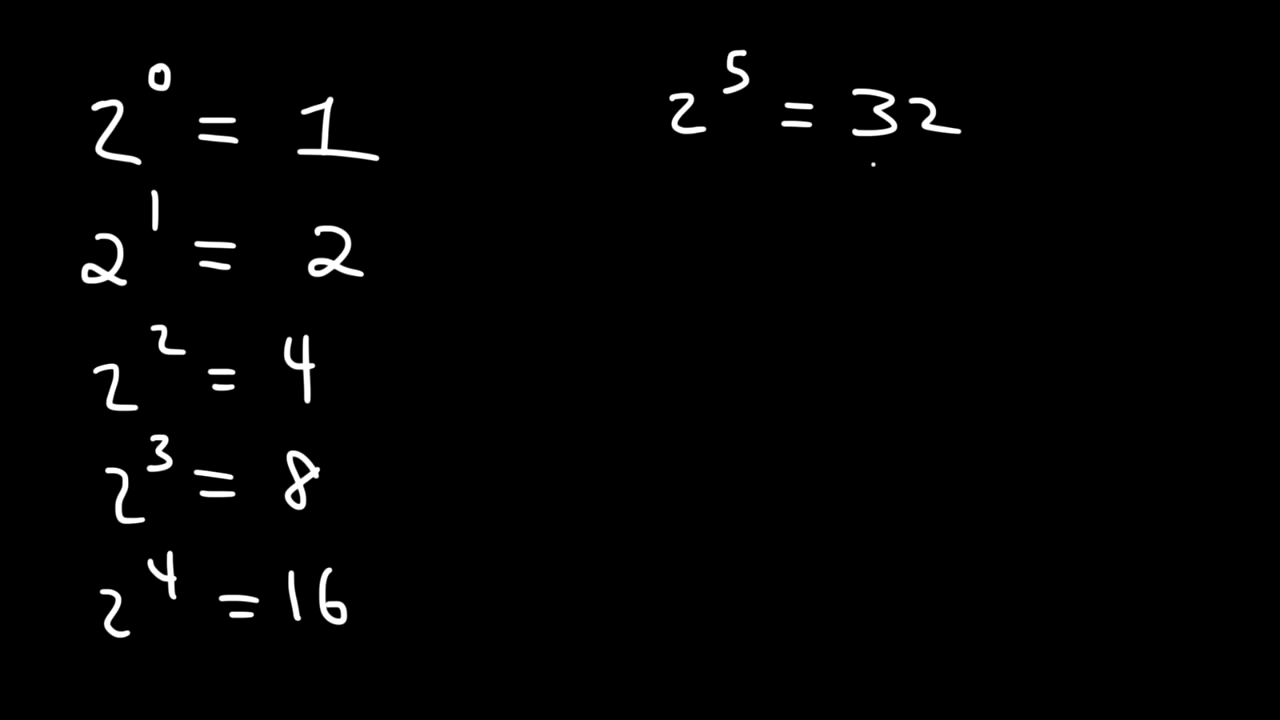 2⁰ = 1
2¹ = 2
2² = 4
2³ = 8
2⁴ = 16
2⁵ = 32